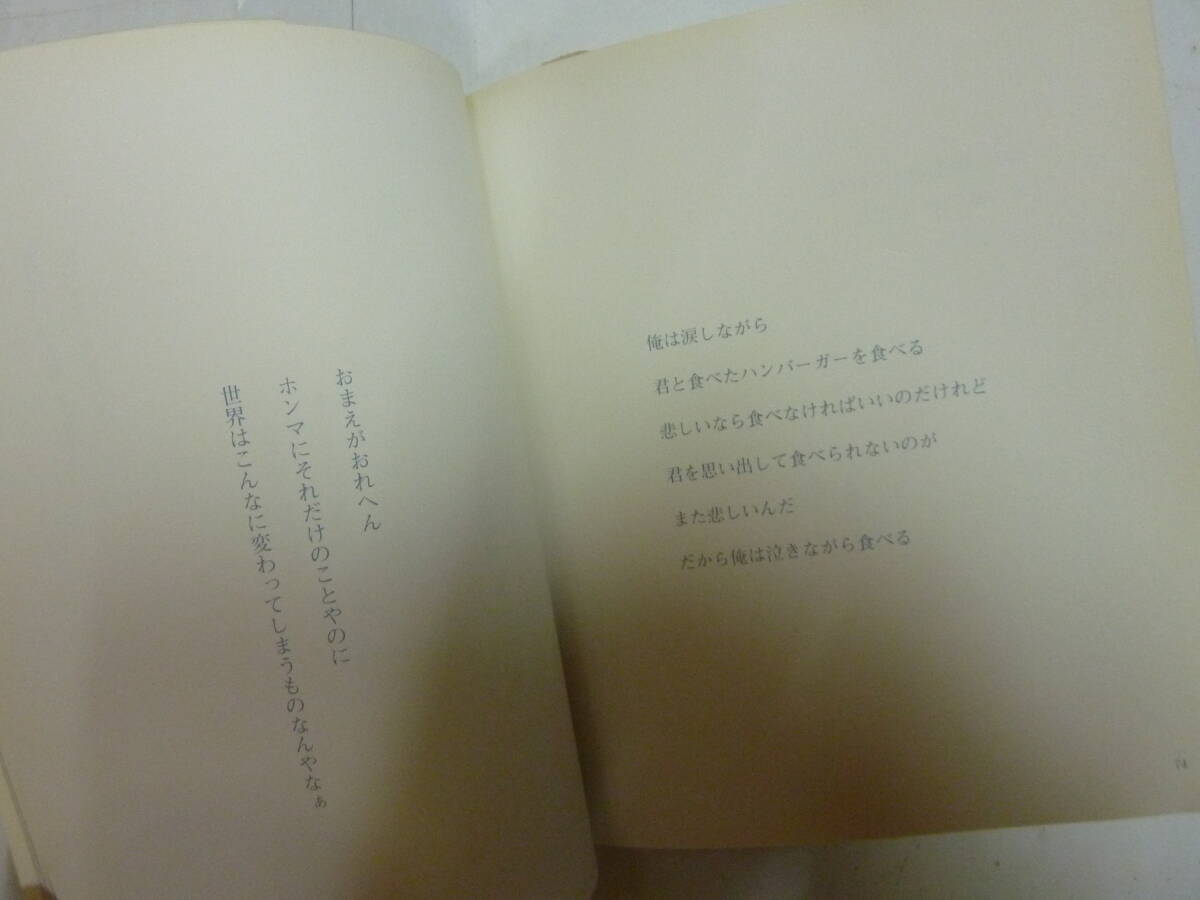 俺は涙しながら
君と食べたハンバーガーを食べる
悲しいなら食べなければいいのだけれど
君を思い出して食べられないのが
また悲しいんだ
だから俺は泣きながら食べる
おまえがおれへん
ホンマにそれだけのことやのに
世界はこんなに変わってしまうものなんやなぁ